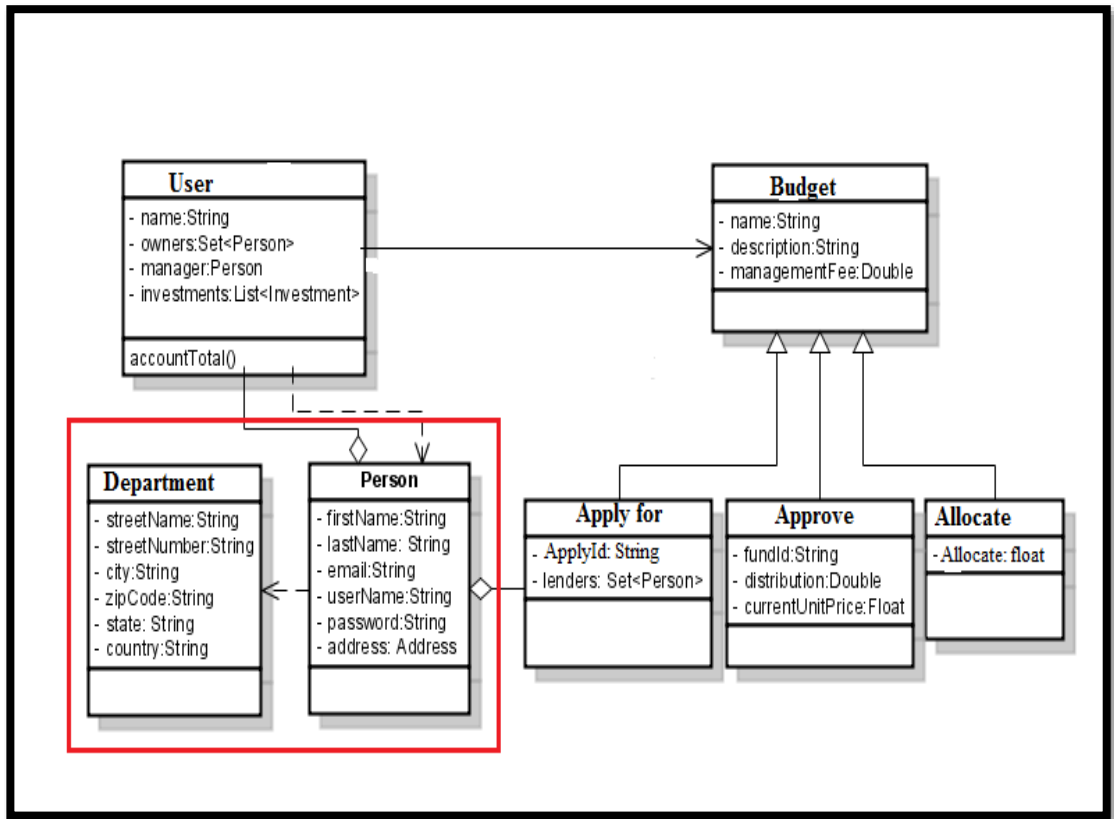 User
- name:String
- owners:Set<Person>
- manager:Person
- investments:List<Investment>
accountTotal()
Budget
- name:String
- description:String
- managementFee:Double
Department
- streetName:String
- streetNumber:String
- city:String
- zipCode:String
- state: String
- country:String
Person
- firstName:String
- lastName: String
- email:String
- userName:String
- password:String
- address: Address
Apply for
- ApplyId: String
- lenders: Set<Person>
Approve
- fundId:String
- distribution:Double
- currentUnitPrice:Float
Allocate
- Allocate: float